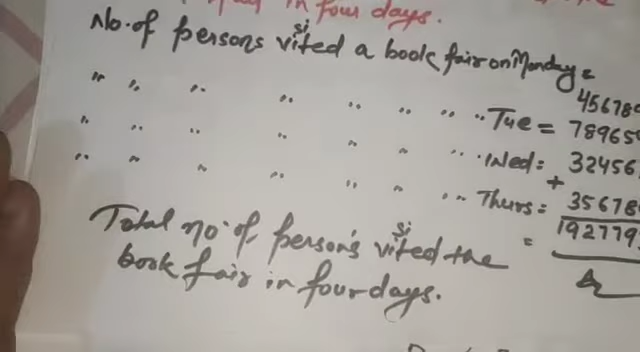 in four days.
No. of persons visited a book fair on Monday =
45678
" " " " " " " " Tue = 78965
" " " " " " " Wed = 32456
" " " " " " Thurs = + 35678
= 192779
Total no. of persons visited the
book fair in four days.